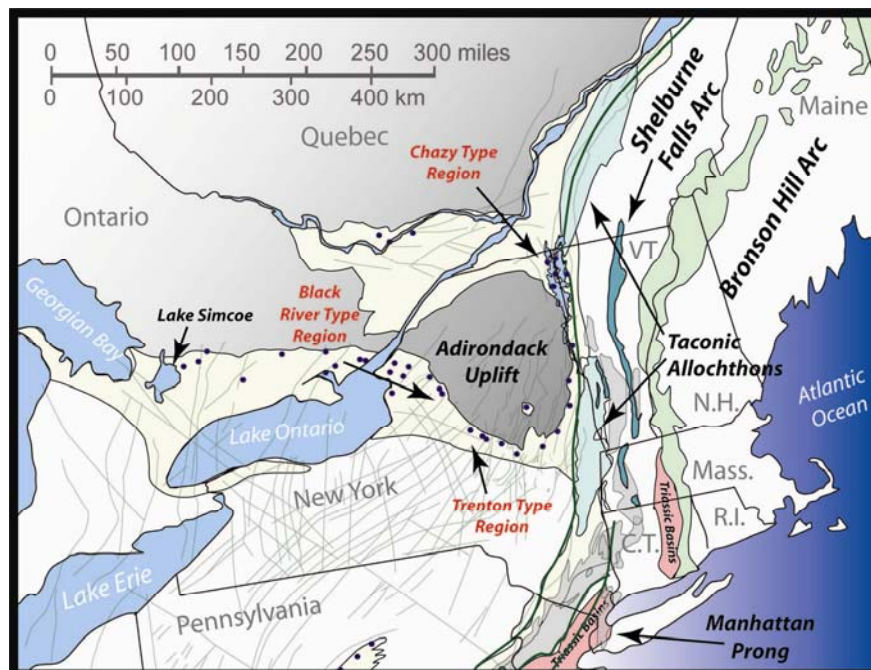 0 50 100 150 200 250 300 miles
0 100 200 300 400 km
Quebec
Maine
Chazy Type
Region
Shelburne
Falls Arc
Ontario
VT.
Bronson Hill Arc
Georgian Bay
Lake Simcoe
Black
River Type
Region
Adirondack
Uplift
Taconic
Allochthons
Atlantic
Ocean
N.H.
Lake Ontario
Mass.
New York
Trenton Type
Region
Triassic Basins
R.I.
C.T.
Lake Erie
Pennsylvania
Triassic Basins
Manhattan
Prong